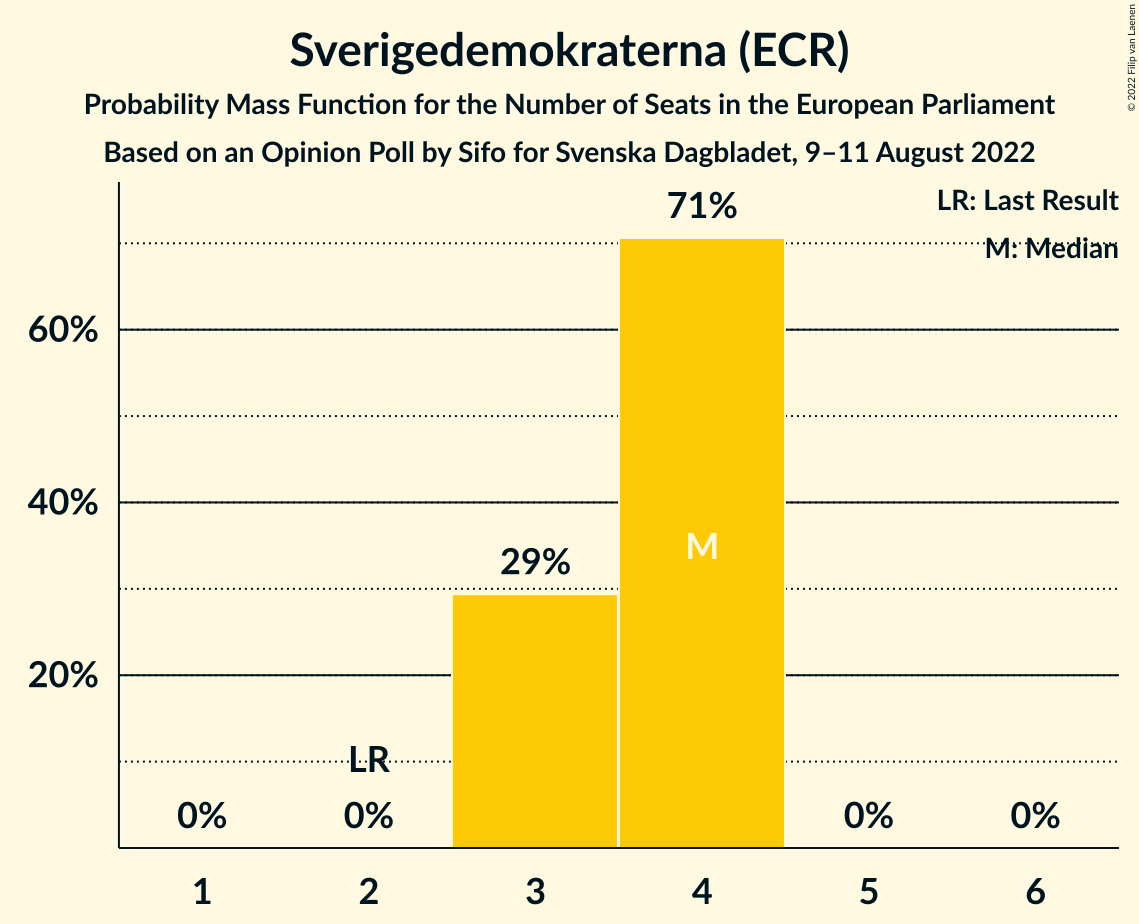 Sverigedemokraterna (ECR)
Probability Mass Function for the Number of Seats in the European Parliament
Based on an Opinion Poll by Sifo for Svenska Dagbladet, 9–11 August 2022
© 2022 Filip van Laenen
LR: Last Result
M: Median
71%
60%
40%
M
29%
20%
LR
0%
0%
0%
0%
1
2
3
4
5
6